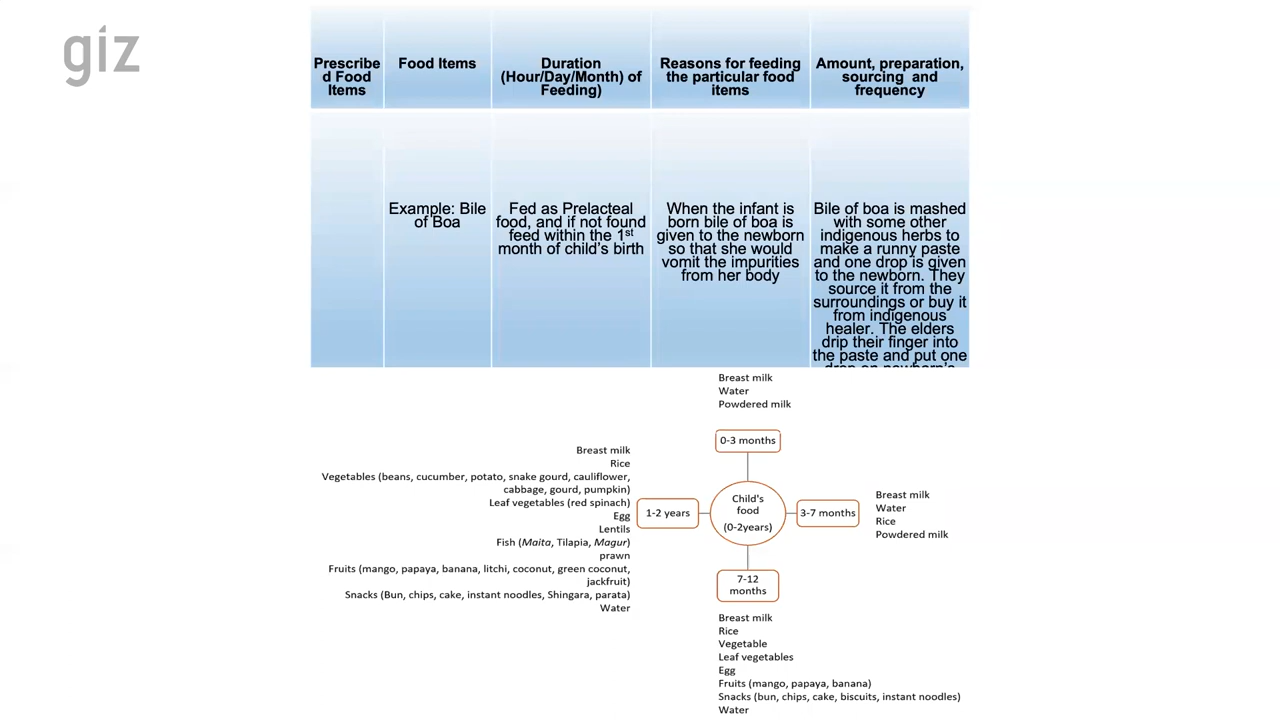 giz
Prescribe
d Food
Items
Food Items
Duration
(Hour/Day/Month) of
Feeding)
Reasons for feeding
the particular food
items
Amount, preparation,
sourcing and
frequency
Example: Bile
of Boa
Fed as Prelacteal
food, and if not found
feed within the 1st
month of child's birth
When the infant is
born bile of boa is
given to the newborn
so that she would
vomit the impurities
from her body
Bile of boa is mashed
with some other
indigenous herbs to
make a runny paste
and one drop is given
to the newborn. They
source it from the
surroundings or buy it
from indigenous
healer. The elders
drip their finger into
the paste and put one
drop on newborn's
Breast milk
Water
Powdered milk
0-3 months
Breast milk
Rice
Vegetables (beans, cucumber, potato, snake gourd, cauliflower,
cabbage, gourd, pumpkin)
Leaf vegetables (red spinach)
Egg
Lentils
Fish (Maita, Tilapia, Magur)
prawn
Fruits (mango, papaya, banana, litchi, coconut, green coconut,
jackfruit)
Snacks (Bun, chips, cake, instant noodles, Shingara, parata)
Water
1-2 years
Child's
food
(0-2years)
3-7 months
Breast milk
Water
Rice
Powdered milk
7-12
months
Breast milk
Rice
Vegetable
Leaf vegetables
Egg
Fruits (mango, papaya, banana)
Snacks (bun, chips, cake, biscuits, instant noodles)
Water